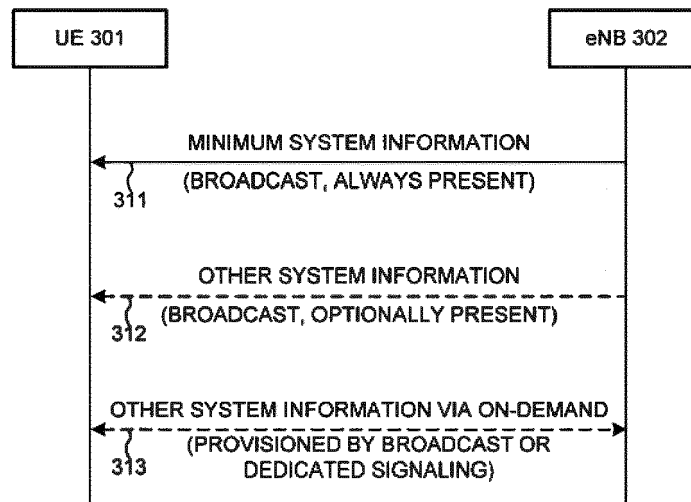 UE 301
eNB 302
MINIMUM SYSTEM INFORMATION
(BROADCAST, ALWAYS PRESENT)
311
OTHER SYSTEM INFORMATION
(BROADCAST, OPTIONALLY PRESENT)
312
OTHER SYSTEM INFORMATION VIA ON-DEMAND
(PROVISIONED BY BROADCAST OR
DEDICATED SIGNALING)
313